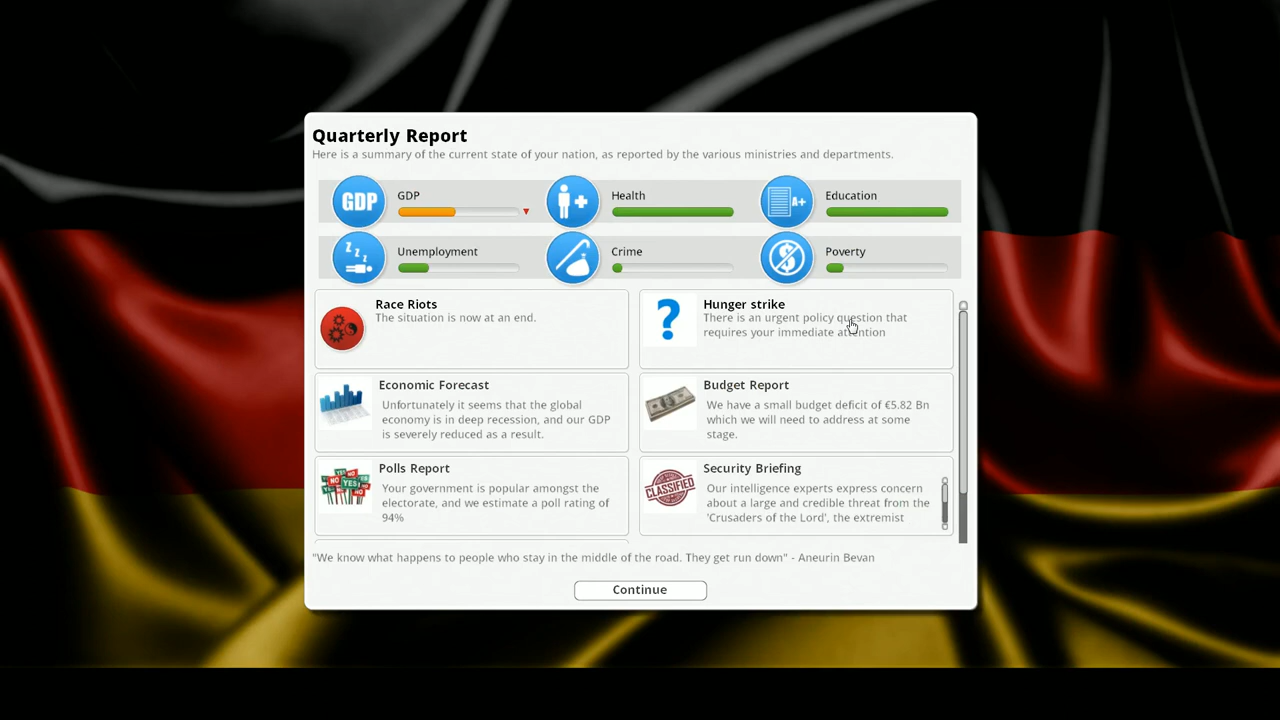 Quarterly Report
Here is a summary of the current state of your nation, as reported by the various ministries and departments.
GDP
GDP
Health
A+
Education
Z Z Z
Unemployment
Crime
Poverty
Race Riots
The situation is now at an end.
?
Hunger strike
There is an urgent policy question that
requires your immediate attention
Economic Forecast
Unfortunately it seems that the global
economy is in deep recession, and our GDP
is severely reduced as a result.
Budget Report
We have a small budget deficit of €5.82 Bn
which we will need to address at some
stage.
NO YES NO
Polls Report
Your government is popular amongst the
electorate, and we estimate a poll rating of
94%
CLASSIFIED
Security Briefing
Our intelligence experts express concern
about a large and credible threat from the
'Crusaders of the Lord', the extremist
"We know what happens to people who stay in the middle of the road. They get run down" - Aneurin Bevan
Continue